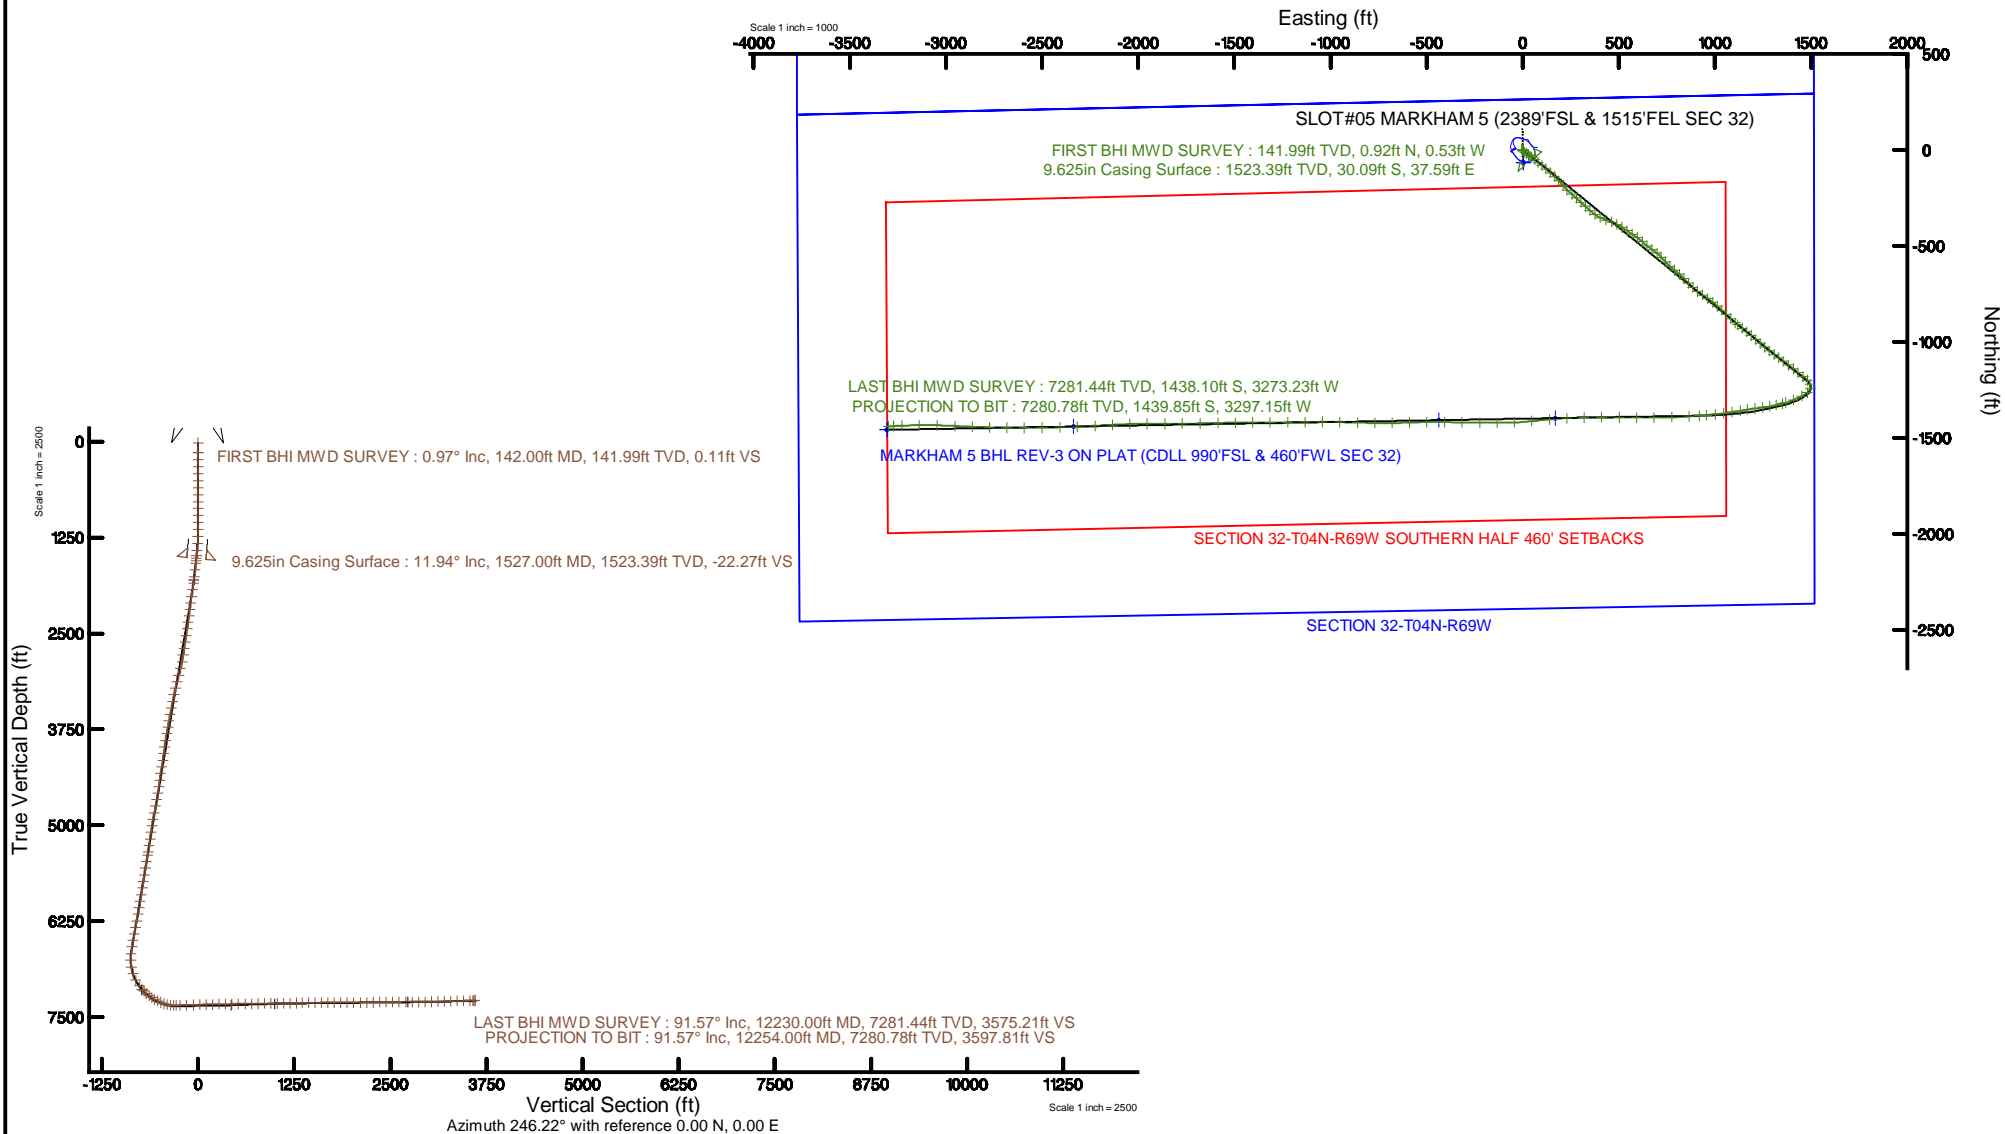 Easting (ft)
Scale 1 inch = 1000
-4000 -3500 -3000 -2500 -2000 -1500 -1000 -500 0 500 1000 1500 2000
500
0
-500
-1000
-1500
-2000
-2500
Northing (ft)
SLOT#05 MARKHAM 5 (2389'FSL & 1515'FEL SEC 32)
FIRST BHI MWD SURVEY : 141.99ft TVD, 0.92ft N, 0.53ft W
9.625in Casing Surface : 1523.39ft TVD, 30.09ft S, 37.59ft E
LAST BHI MWD SURVEY : 7281.44ft TVD, 1438.10ft S, 3273.23ft W
PROJECTION TO BIT : 7280.78ft TVD, 1439.85ft S, 3297.15ft W
MARKHAM 5 BHL REV-3 ON PLAT (CDLL 990'FSL & 460'FWL SEC 32)
SECTION 32-T04N-R69W SOUTHERN HALF 460' SETBACKS
SECTION 32-T04N-R69W
Scale 1 inch = 2500
True Vertical Depth (ft)
0
1250
2500
3750
5000
6250
7500
FIRST BHI MWD SURVEY : 0.97° Inc, 142.00ft MD, 141.99ft TVD, 0.11ft VS
9.625in Casing Surface : 11.94° Inc, 1527.00ft MD, 1523.39ft TVD, -22.27ft VS
LAST BHI MWD SURVEY : 91.57° Inc, 12230.00ft MD, 7281.44ft TVD, 3575.21ft VS
PROJECTION TO BIT : 91.57° Inc, 12254.00ft MD, 7280.78ft TVD, 3597.81ft VS
-1250 0 1250 2500 3750 5000 6250 7500 8750 10000 11250
Vertical Section (ft)
Scale 1 inch = 2500
Azimuth 246.22° with reference 0.00 N, 0.00 E